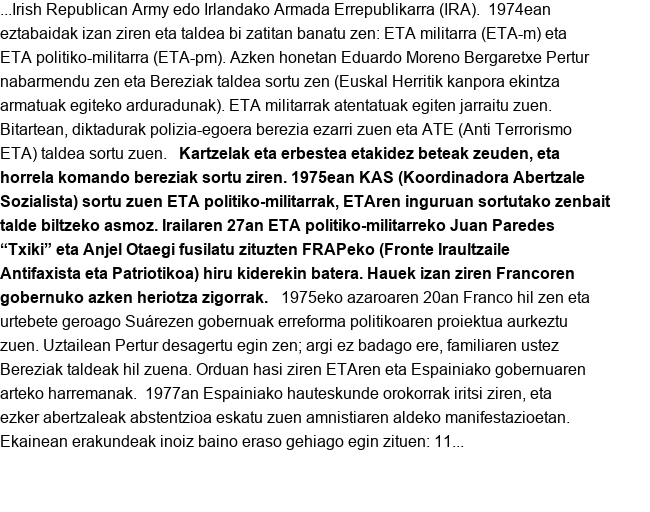 ...Irish Republican Army edo Irlandako Armada Errepublikarra (IRA).  1974ean
eztabaidak izan ziren eta taldea bi zatitan banatu zen: ETA militarra (ETA-m) eta
ETA politiko-militarra (ETA-pm). Azken honetan Eduardo Moreno Bergaretxe Pertur
nabarmendu zen eta Bereziak taldea sortu zen (Euskal Herritik kanpora ekintza
armatuak egiteko arduradunak). ETA militarrak atentatuak egiten jarraitu zuen.
Bitartean, diktadurak polizia-egoera berezia ezarri zuen eta ATE (Anti Terrorismo
ETA) taldea sortu zuen.   Kartzelak eta erbestea etakidez beteak zeuden, eta
horrela komando bereziak sortu ziren. 1975ean KAS (Koordinadora Abertzale
Sozialista) sortu zuen ETA politiko-militarrak, ETAren inguruan sortutako zenbait
talde biltzeko asmoz. Irailaren 27an ETA politiko-militarreko Juan Paredes
“Txiki” eta Anjel Otaegi fusilatu zituzten FRAPeko (Fronte Iraultzaile
Antifaxista eta Patriotikoa) hiru kiderekin batera. Hauek izan ziren Francoren
gobernuko azken heriotza zigorrak.   1975eko azaroaren 20an Franco hil zen eta
urtebete geroago Suárezen gobernuak erreforma politikoaren proiektua aurkeztu
zuen. Uztailean Pertur desagertu egin zen; argi ez badago ere, familiaren ustez
Bereziak taldeak hil zuena. Orduan hasi ziren ETAren eta Espainiako gobernuaren
arteko harremanak.  1977an Espainiako hauteskunde orokorrak iritsi ziren, eta
ezker abertzaleak abstentzioa eskatu zuen amnistiaren aldeko manifestazioetan.
Ekainean erakundeak inoiz baino eraso gehiago egin zituen: 11...